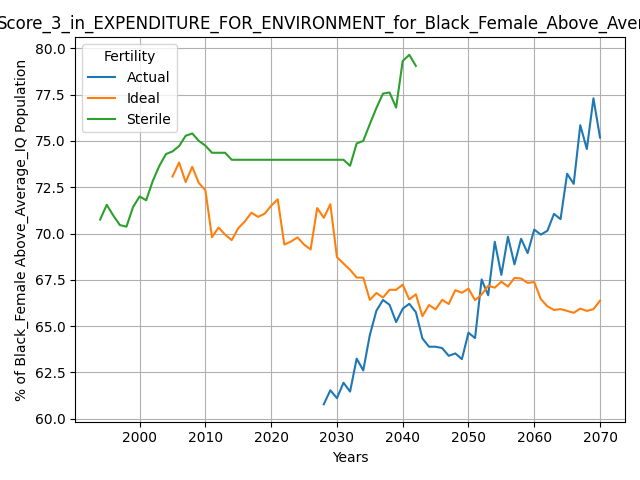 Score_3_in_EXPENDITURE_FOR_ENVIRONMENT_for_Black_Female_Above_Aver
Fertility
Actual
Ideal
Sterile
% of Black_Female Above_Average_IQ Population
80.0
77.5
75.0
72.5
70.0
67.5
65.0
62.5
60.0
2000 2010 2020 2030 2040 2050 2060 2070
Years